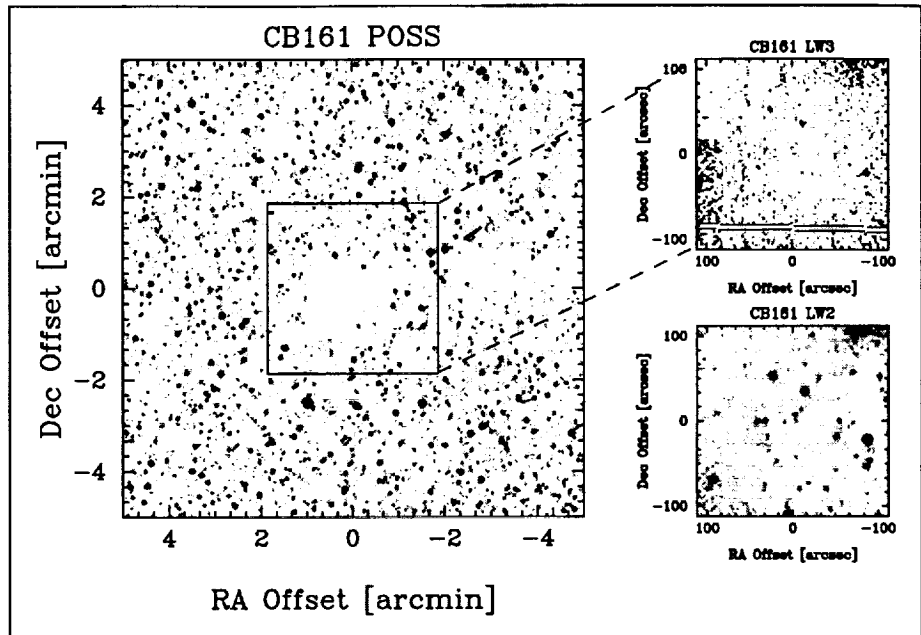 CB161 POSS
Dec Offset [arcmin]
4
2
0
−2
−4
4
2
0
−2
−4
RA Offset [arcmin]
CB161 LW3
Dec Offset [arcsec]
100
0
−100
100
0
−100
RA Offset [arcsec]
CB161 LW2
Dec Offset [arcsec]
100
0
−100
100
0
−100
RA Offset [arcsec]